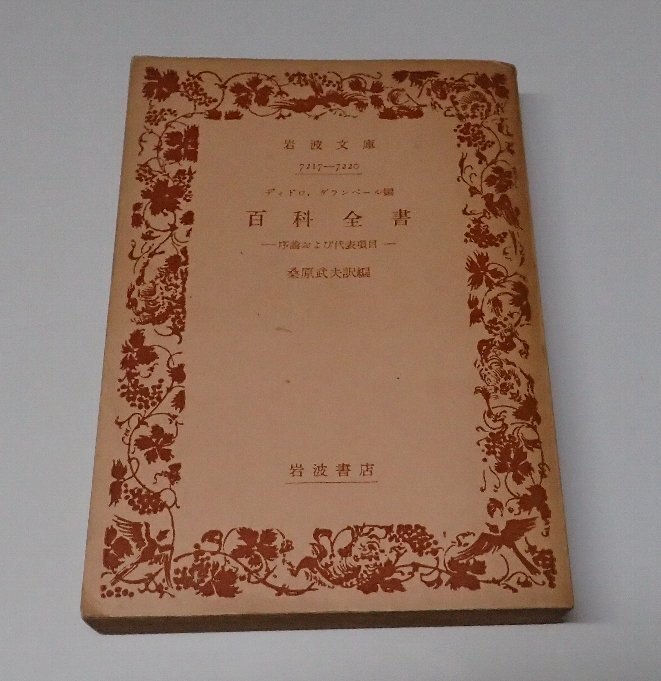 岩波文庫
7217—7220
ディドロ，ダランベール編
百科全書
—序論および代表項目—
桑原武夫訳編
岩波書店